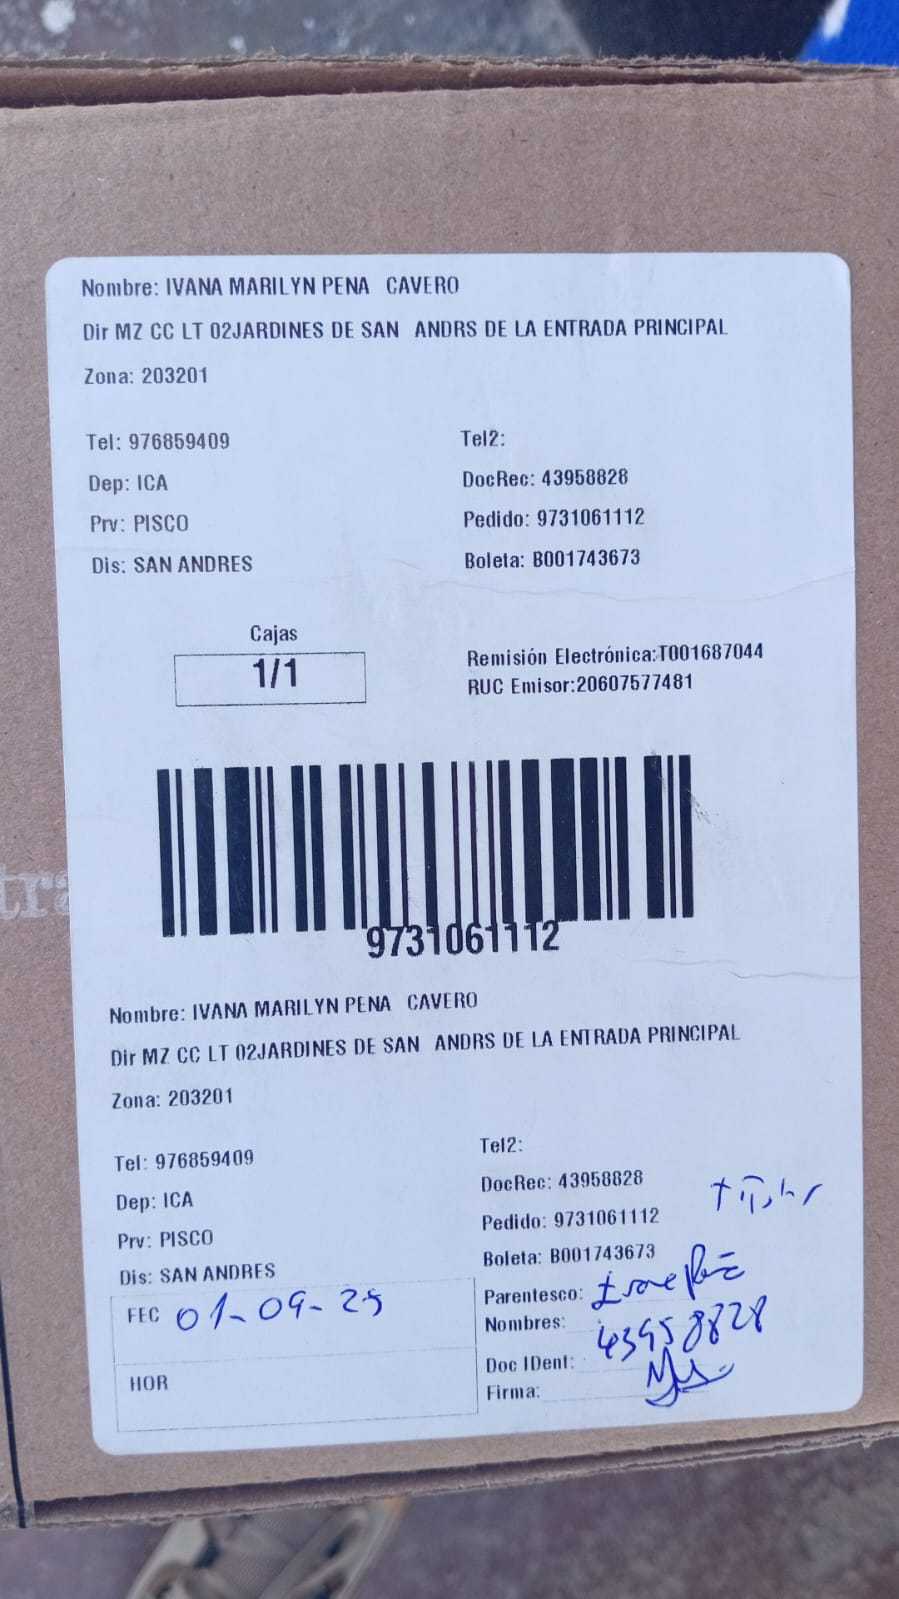 Nombre: IVANA MARILYN PENA CAVERO
Dir MZ CC LT 02JARDINES DE SAN ANDRS DE LA ENTRADA PRINCIPAL
Zona: 203201
Tel: 976859409 Tel2:
Dep: ICA DocRec: 43958828
Prv: PISCO Pedido: 9731061112
Dis: SAN ANDRES Boleta: B001743673
Cajas
1/1
Remisión Electrónica:T001687044
RUC Emisor:20607577481
9731061112
Nombre: IVANA MARILYN PENA CAVERO
Dir MZ CC LT 02JARDINES DE SAN ANDRS DE LA ENTRADA PRINCIPAL
Zona: 203201
Tel: 976859409 Tel2:
Dep: ICA DocRec: 43958828
Prv: PISCO Pedido: 9731061112
Dis: SAN ANDRES Boleta: B001743673
FEC 01-09-25 Parentesco:
Nombres:
43958828
HOR Doc IDent:
Firma:
tra